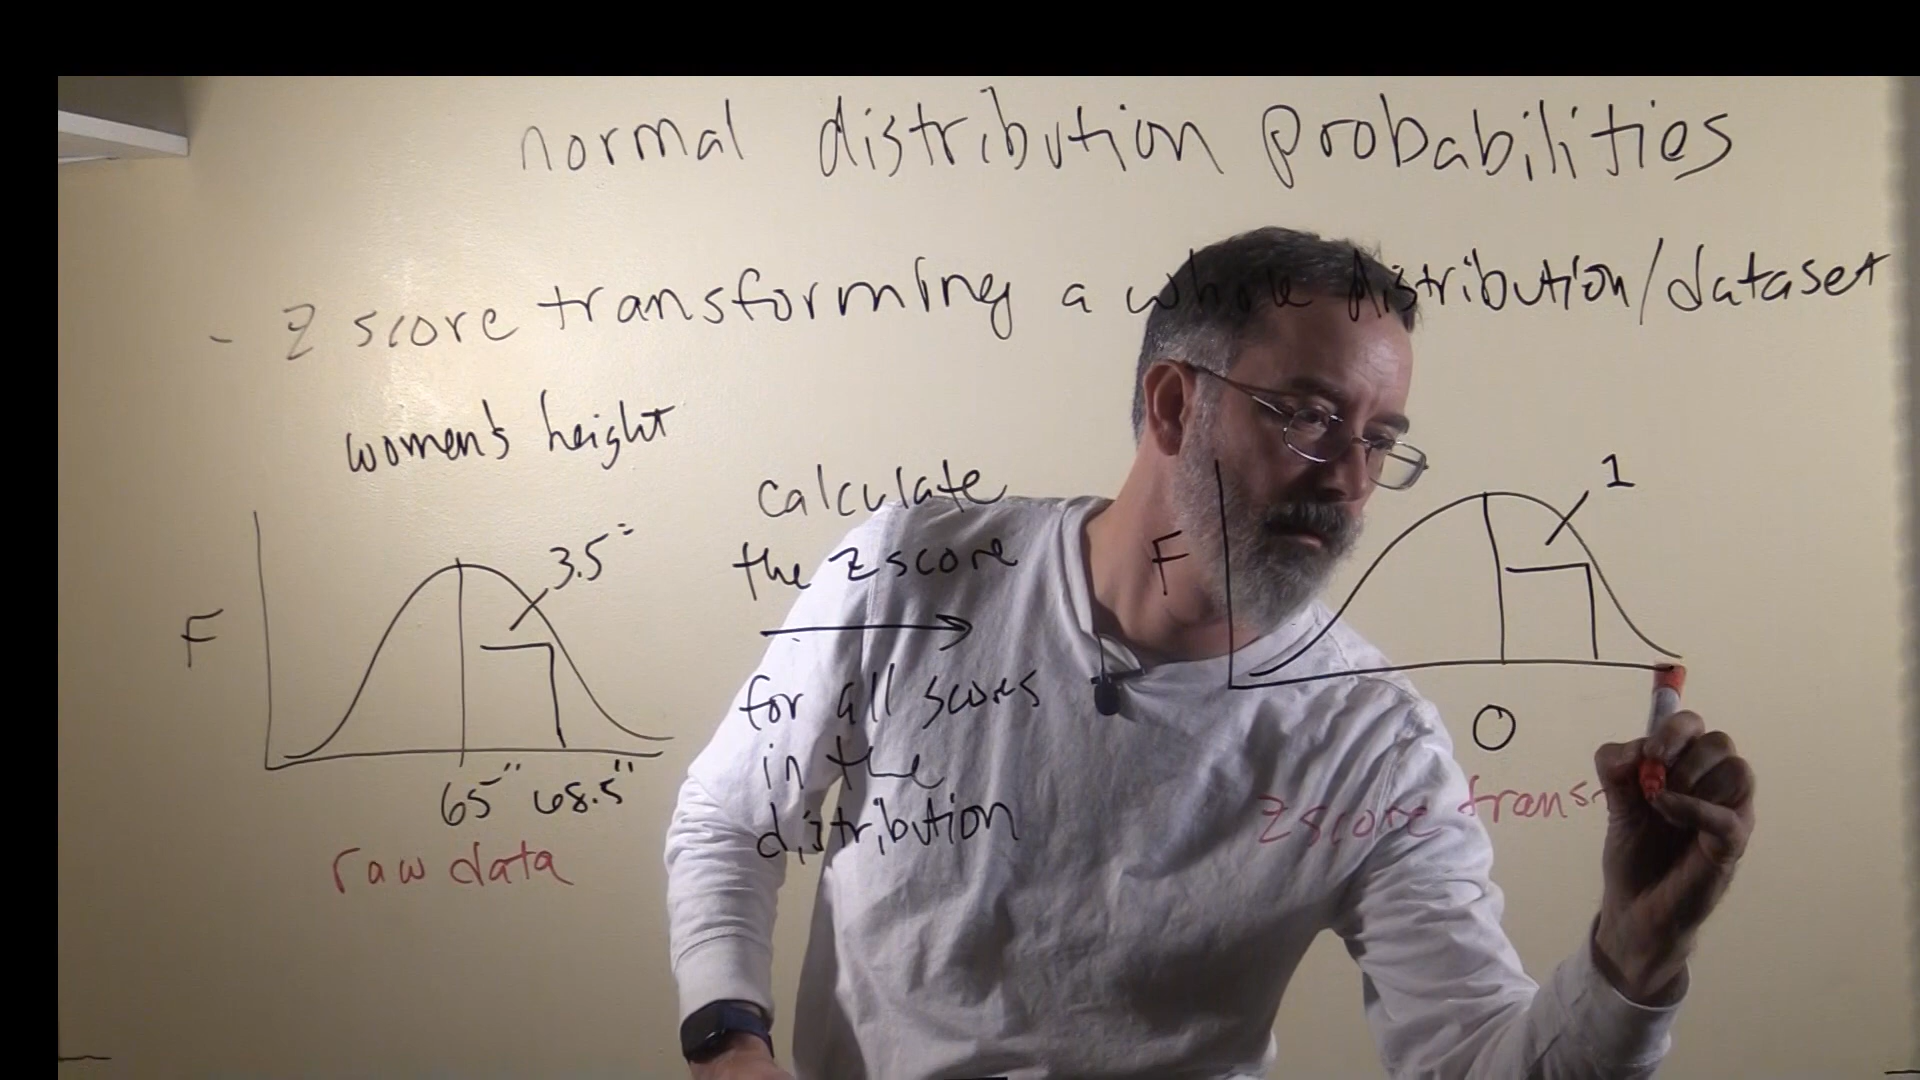 normal distribution probabilities
- z score transforming a whole distribution/dataset
women's height
F
3.5"
65" 68.5"
raw data
calculate
the z score
for all scores
in the
distribution
F
1
0
z score trans